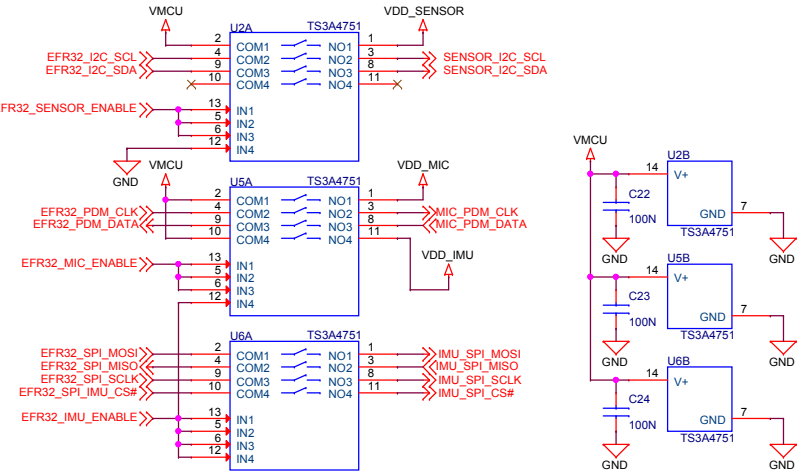 VMCU
VDD_SENSOR
U2A
TS3A4751
2 COM1 NO1 1
EFR32_I2C_SCL 4 COM2 NO2 3 SENSOR_I2C_SCL
EFR32_I2C_SDA 9 COM3 NO3 8 SENSOR_I2C_SDA
10 COM4 NO4 11
FR32_SENSOR_ENABLE 13 IN1
5 IN2
6 IN3
12 IN4
GND
VMCU
VDD_MIC
U5A
TS3A4751
2 COM1 NO1 1
EFR32_PDM_CLK 4 COM2 NO2 3 MIC_PDM_CLK
EFR32_PDM_DATA 9 COM3 NO3 8 MIC_PDM_DATA
10 COM4 NO4 11
VDD_IMU
EFR32_MIC_ENABLE 13 IN1
5 IN2
6 IN3
12 IN4
U6A
TS3A4751
EFR32_SPI_MOSI 2 COM1 NO1 1 IMU_SPI_MOSI
EFR32_SPI_MISO 4 COM2 NO2 3 IMU_SPI_MISO
EFR32_SPI_SCLK 9 COM3 NO3 8 IMU_SPI_SCLK
EFR32_SPI_IMU_CS# 10 COM4 NO4 11 IMU_SPI_CS#
EFR32_IMU_ENABLE 13 IN1
5 IN2
6 IN3
12 IN4
VMCU
U2B
14 V+
C22
100N
GND 7
TS3A4751
GND
GND
U5B
14 V+
C23
100N
GND 7
TS3A4751
GND
GND
U6B
14 V+
C24
100N
GND 7
TS3A4751
GND
GND